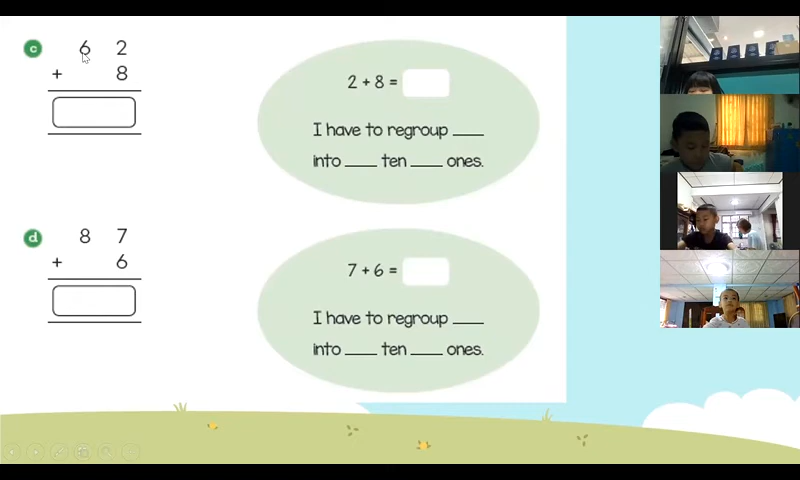 c
6 2
+ 8
2 + 8 =
I have to regroup ____
into ____ ten ____ ones.
d
8 7
+ 6
7 + 6 =
I have to regroup ____
into ____ ten ____ ones.